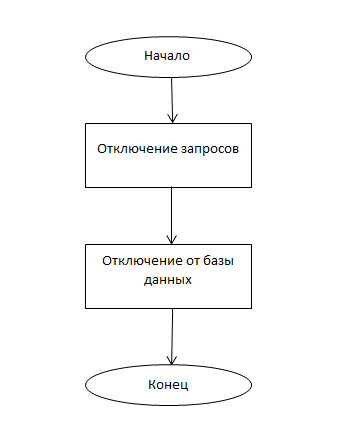 Начало
Отключение запросов
Отключение от базы
данных
Конец